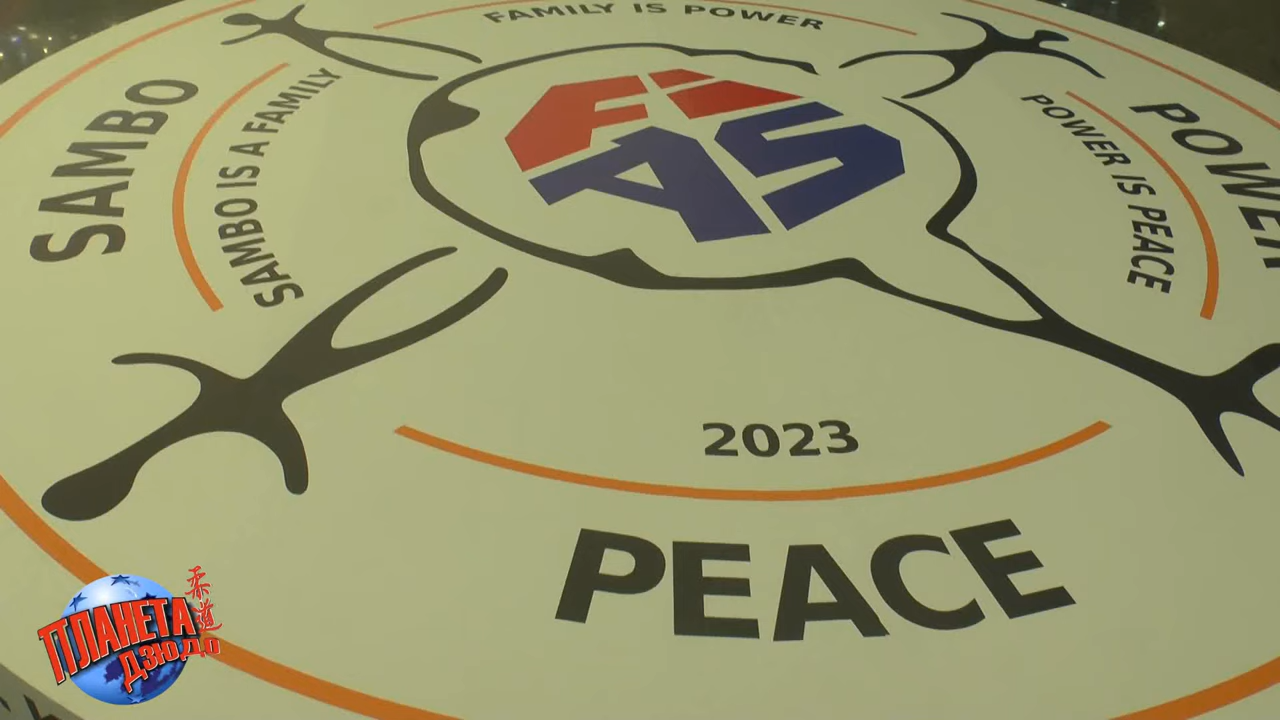 FAMILY IS POWER
SAMBO
SAMBO IS A FAMILY
FIAS
POWER IS PEACE
POWER
2023
PEACE
ПЛАНЕТА
ДЗЮДО
柔道